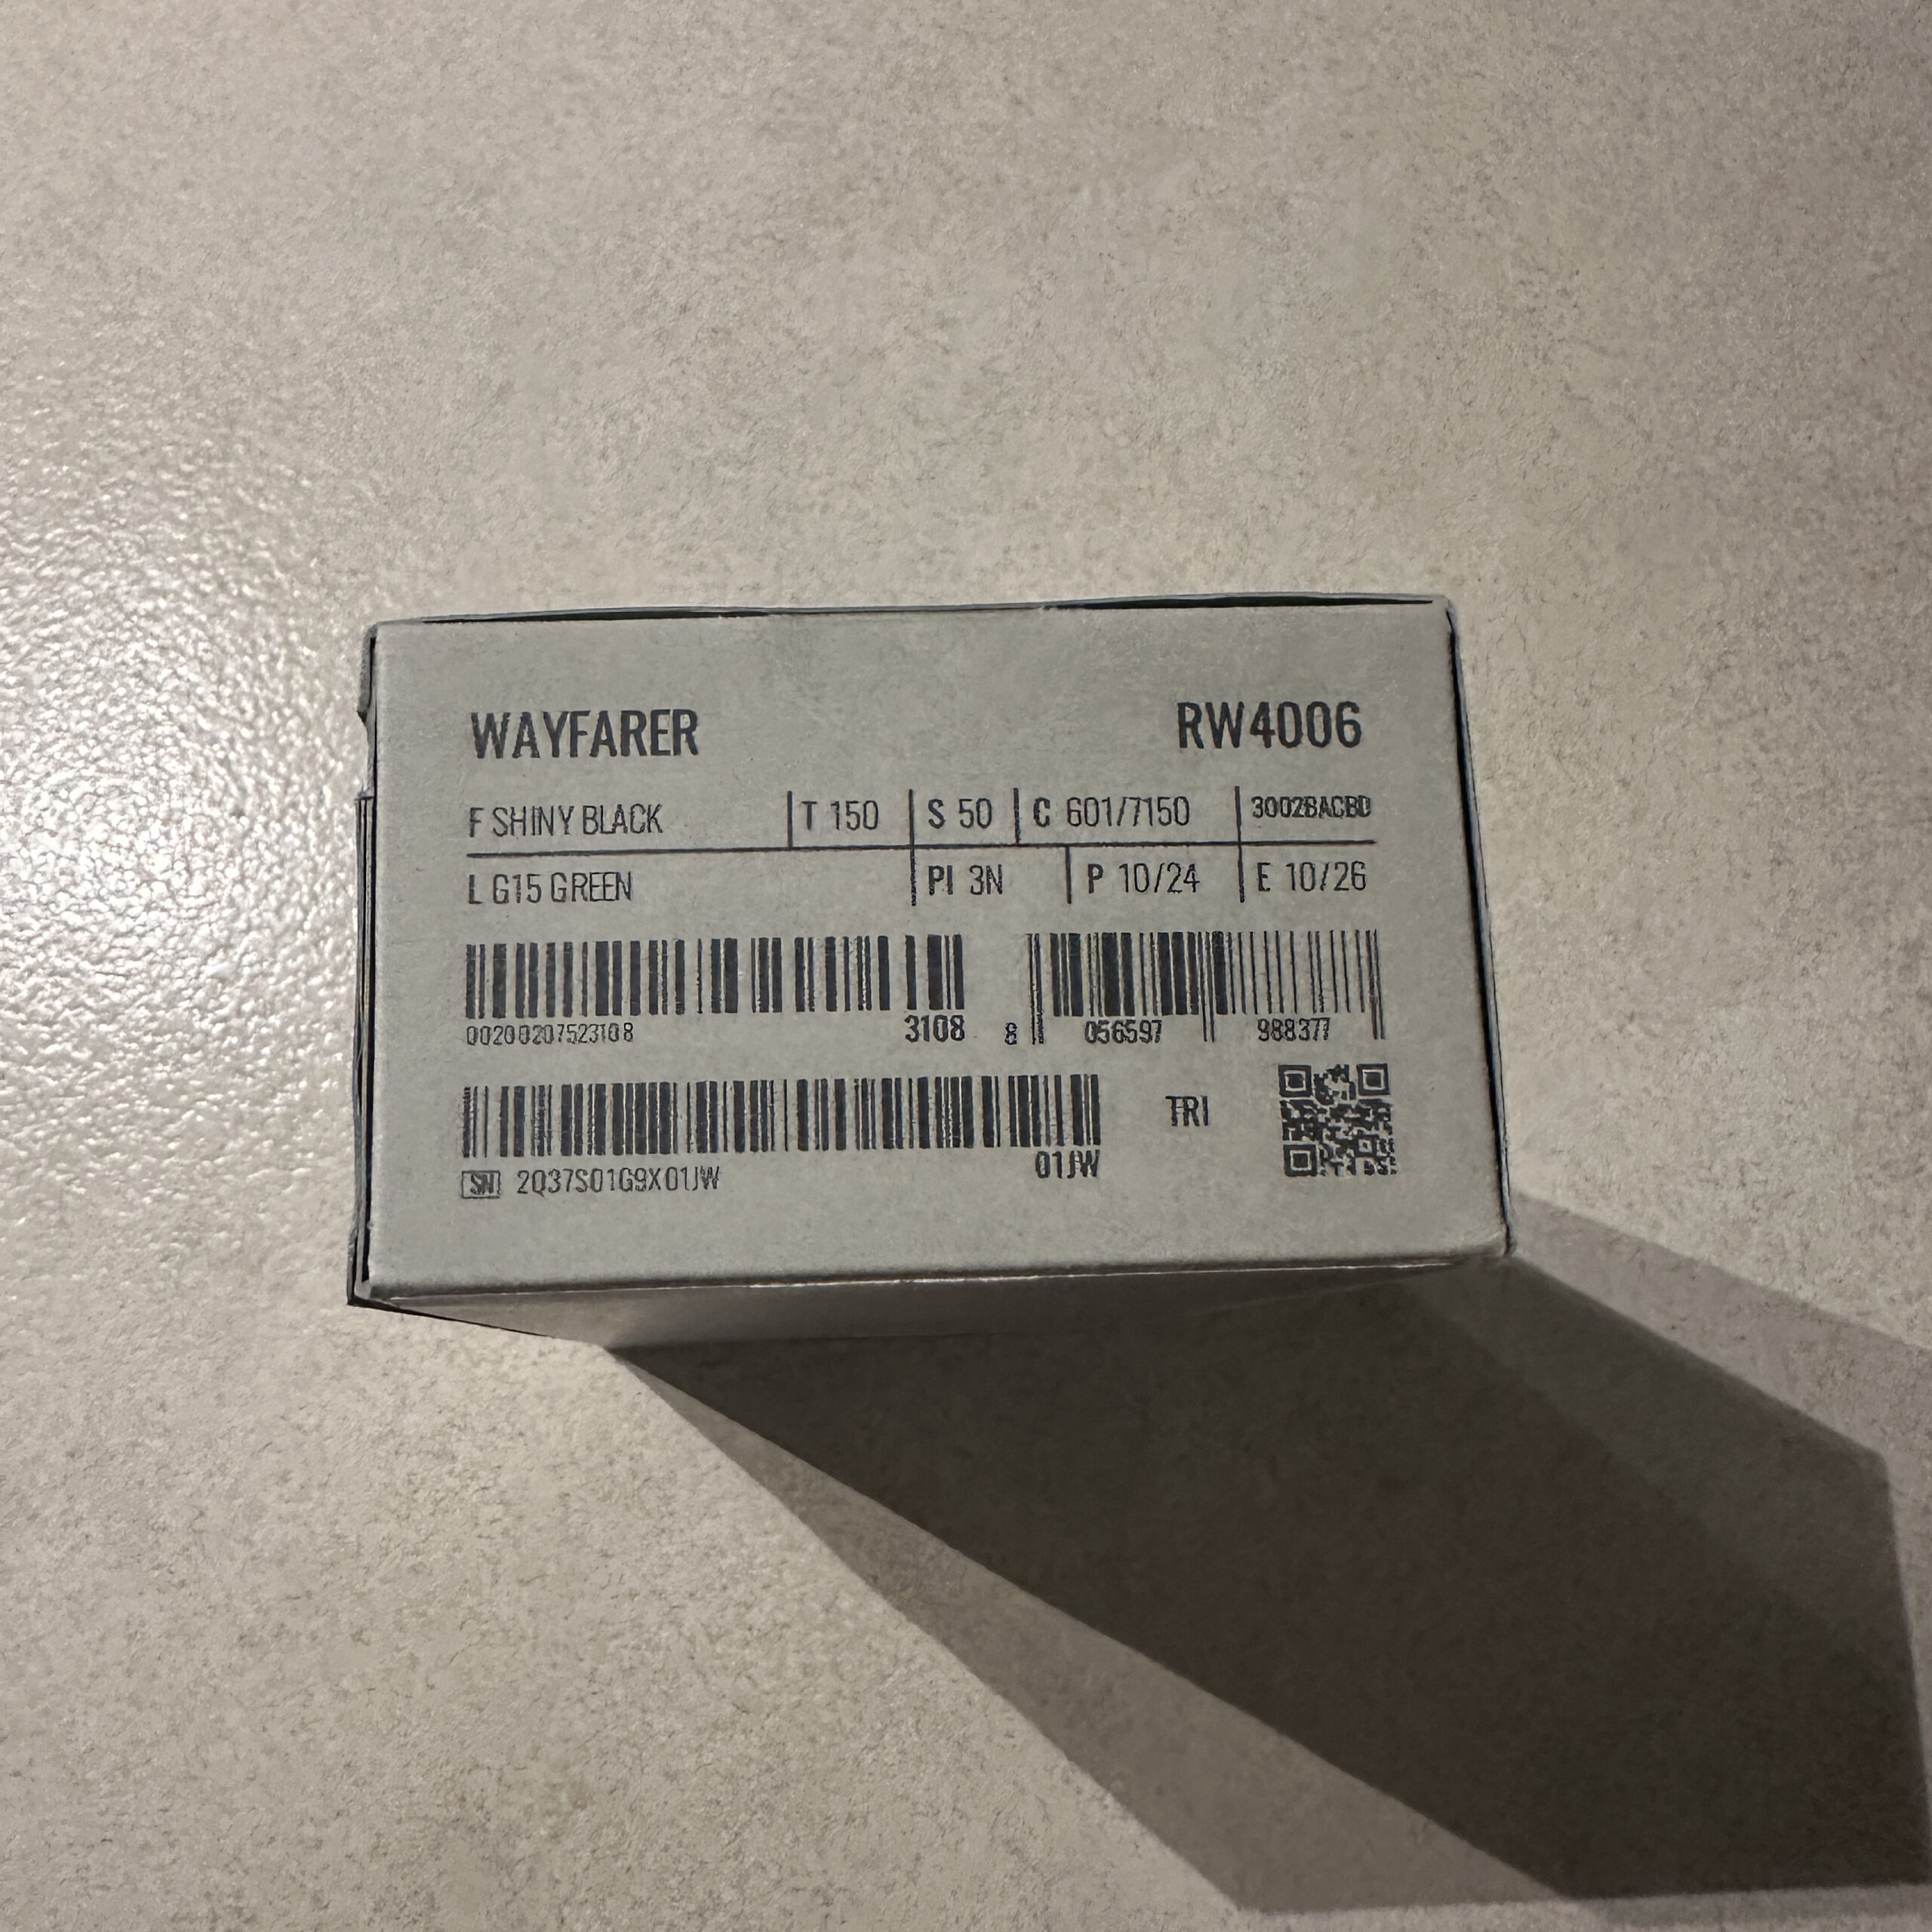 WAYFARER RW4006
F SHINY BLACK T 150 S 50 C 601/7150
L G15 GREEN PI 3N P 10/24 E 10/26
00200207523108 3108 8 056597 988377
TRI
SN 2Q37S01G9X01JW 01JW